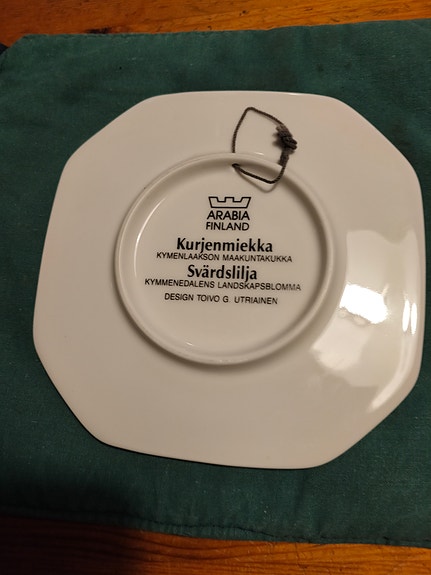 ARABIA
FINLAND
Kurjenmiekka
KYMENLAAKSON MAAKUNTAKUKKA
Svärdslilja
KYMMENEDALENS LANDSKAPSBLOMMA
DESIGN TOIVO G. UTRIAINEN